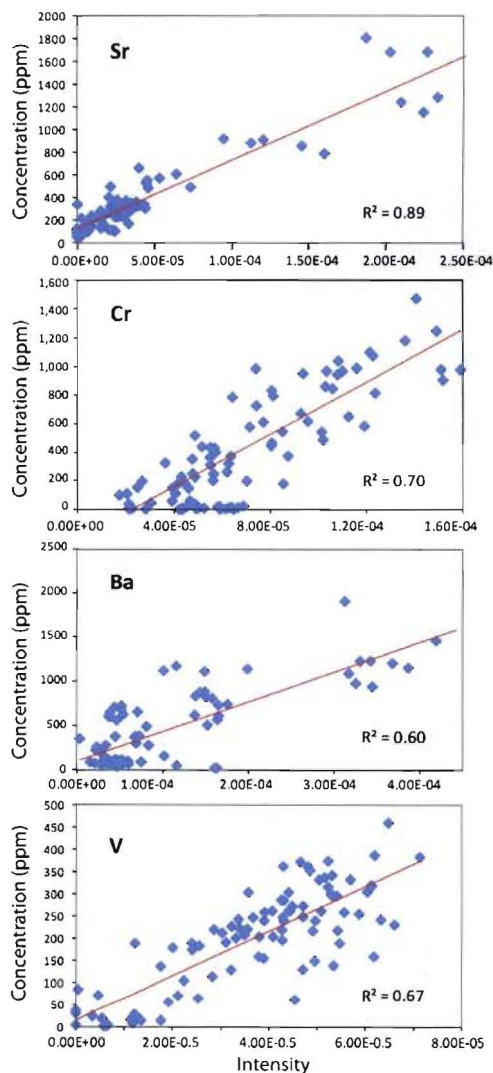 Concentration (ppm)
2000
1800
1600
1400
1200
1000
800
600
400
200
0
Sr
R² = 0.89
0.00E+00 5.00E-05 1.00E-04 1.50E-04 2.00E-04 2.50E-04
Concentration (ppm)
1,600
1,400
1,200
1,000
800
600
400
200
0
Cr
R² = 0.70
0.00E+00 4.00E-05 8.00E-05 1.20E-04 1.60E-04
Concentration (ppm)
2500
2000
1500
1000
500
0
Ba
R² = 0.60
0.00E+00 1.00E-04 2.00E-04 3.00E-04 4.00E-04
Concentration (ppm)
500
450
400
350
300
250
200
150
100
50
0
V
R² = 0.67
0.00E+00 2.00E-05 4.00E-05 6.00E-05 8.00E-05
Intensity